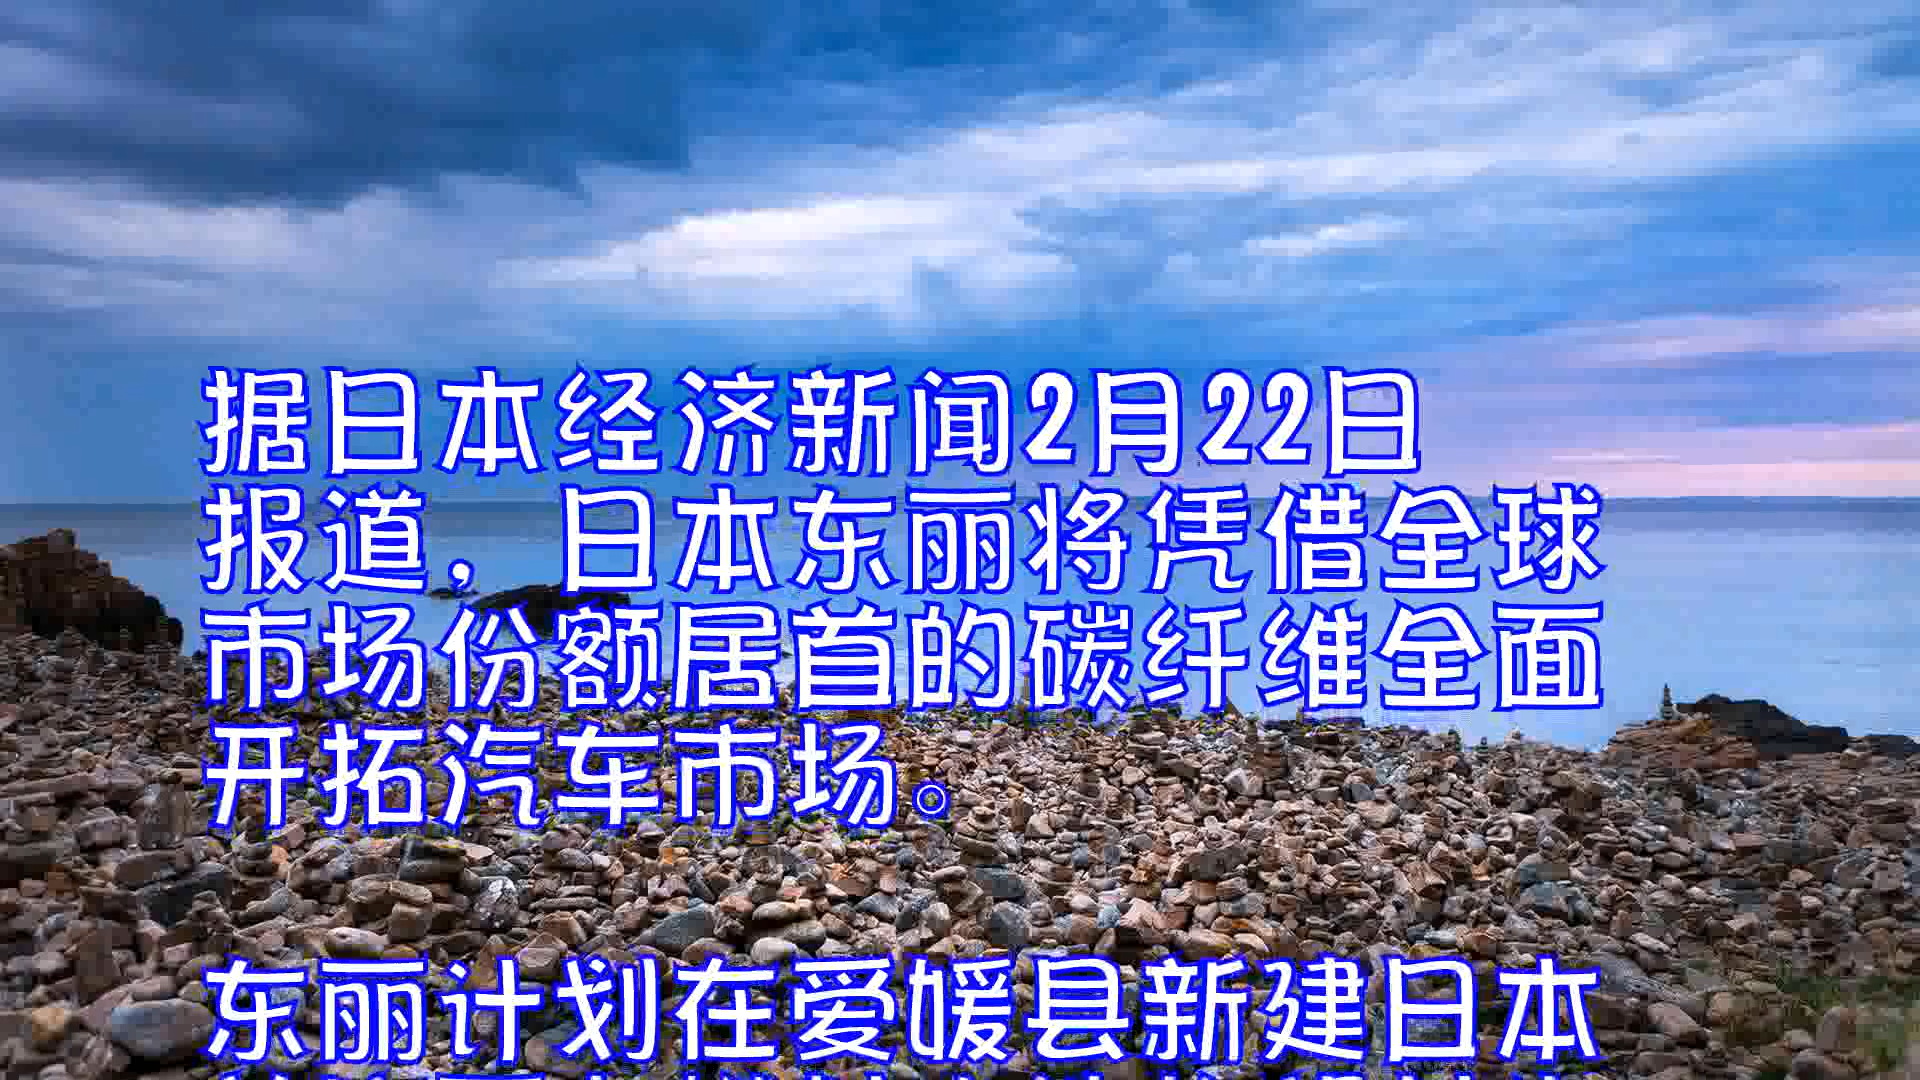 据日本经济新闻2月22日
报道，日本东丽将凭借全球
市场份额居首的碳纤维全面
开拓汽车市场。
东丽计划在爱媛县新建日本